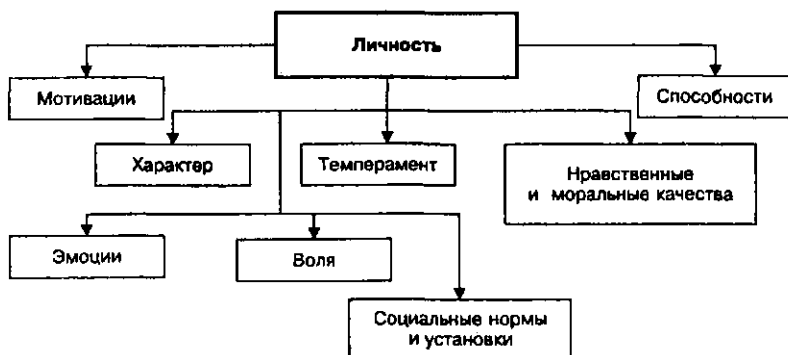 Личность
Мотивации
Способности
Характер
Темперамент
Нравственные
и моральные качества
Эмоции
Воля
Социальные нормы
и установки